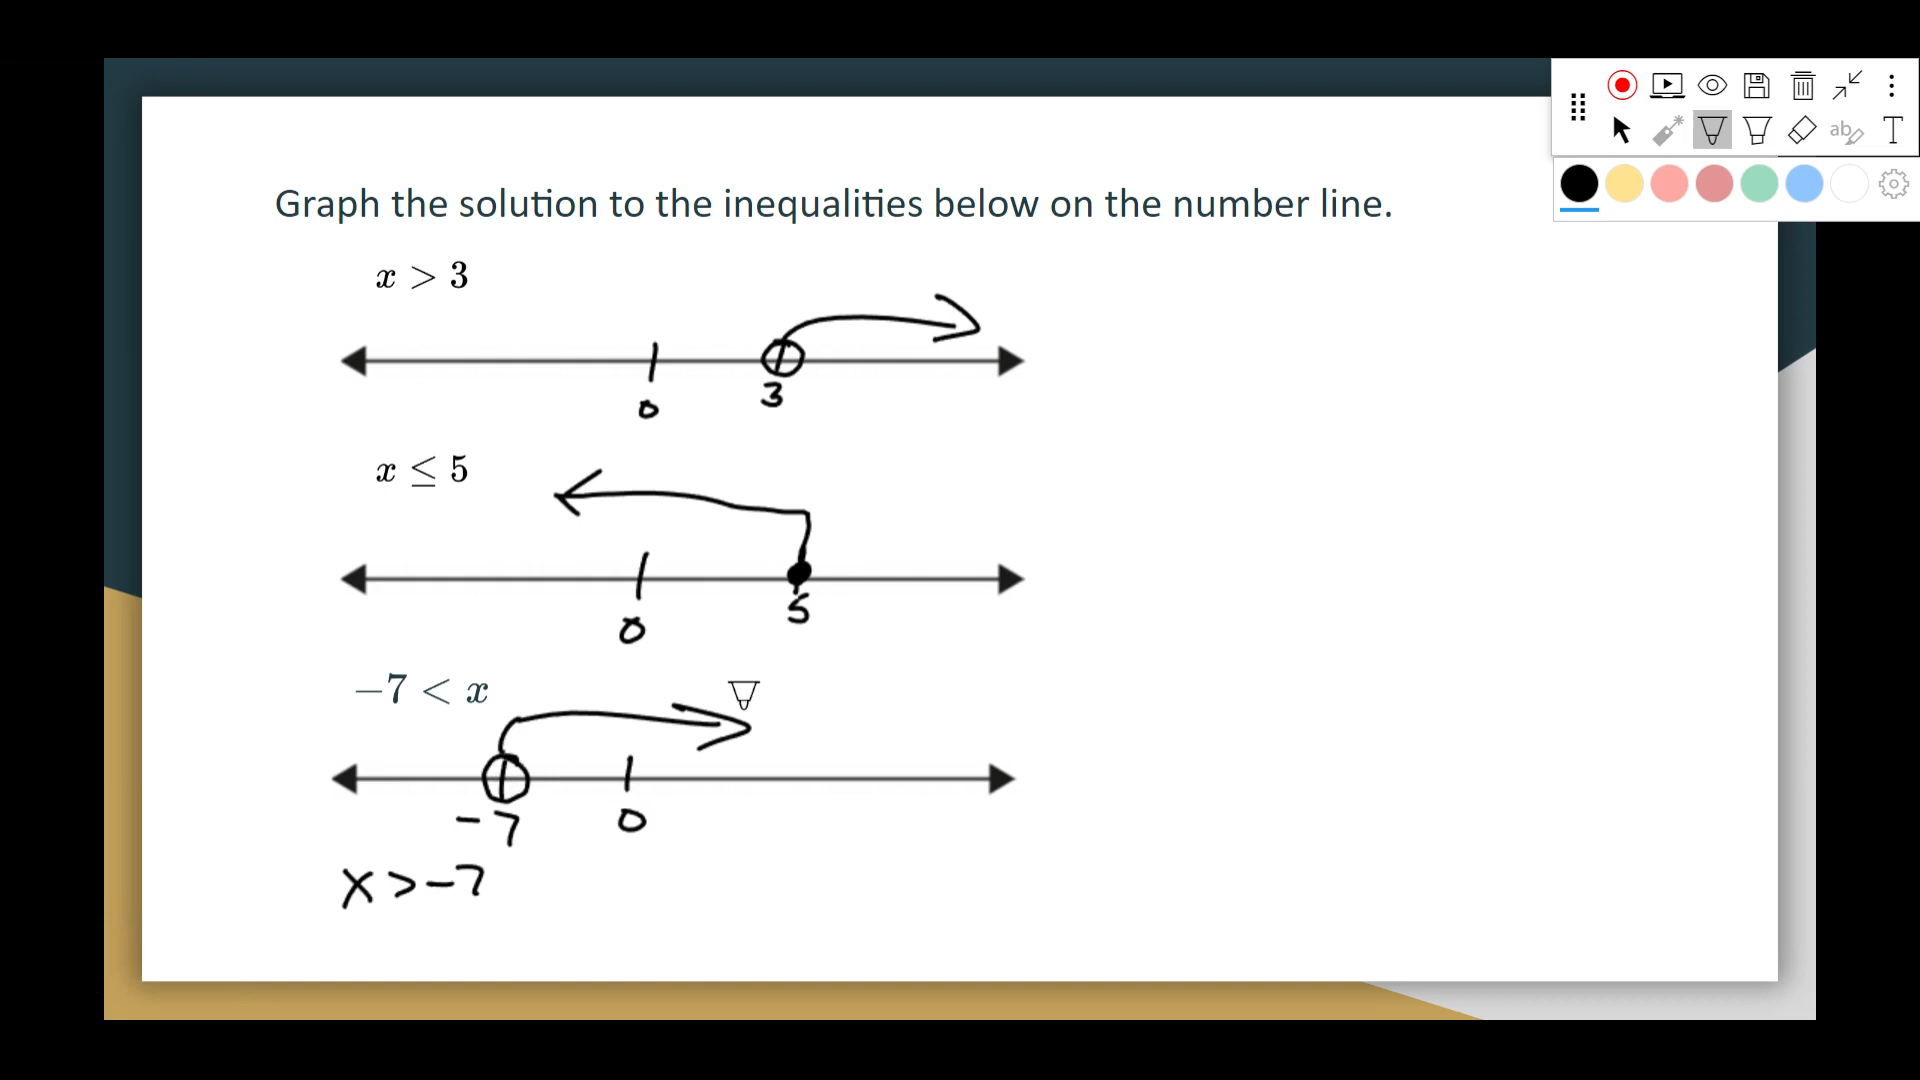 Graph the solution to the inequalities below on the number line.
x > 3
0 3
x ≤ 5
0 5
−7 < x
-7 0
x > -7
ab T